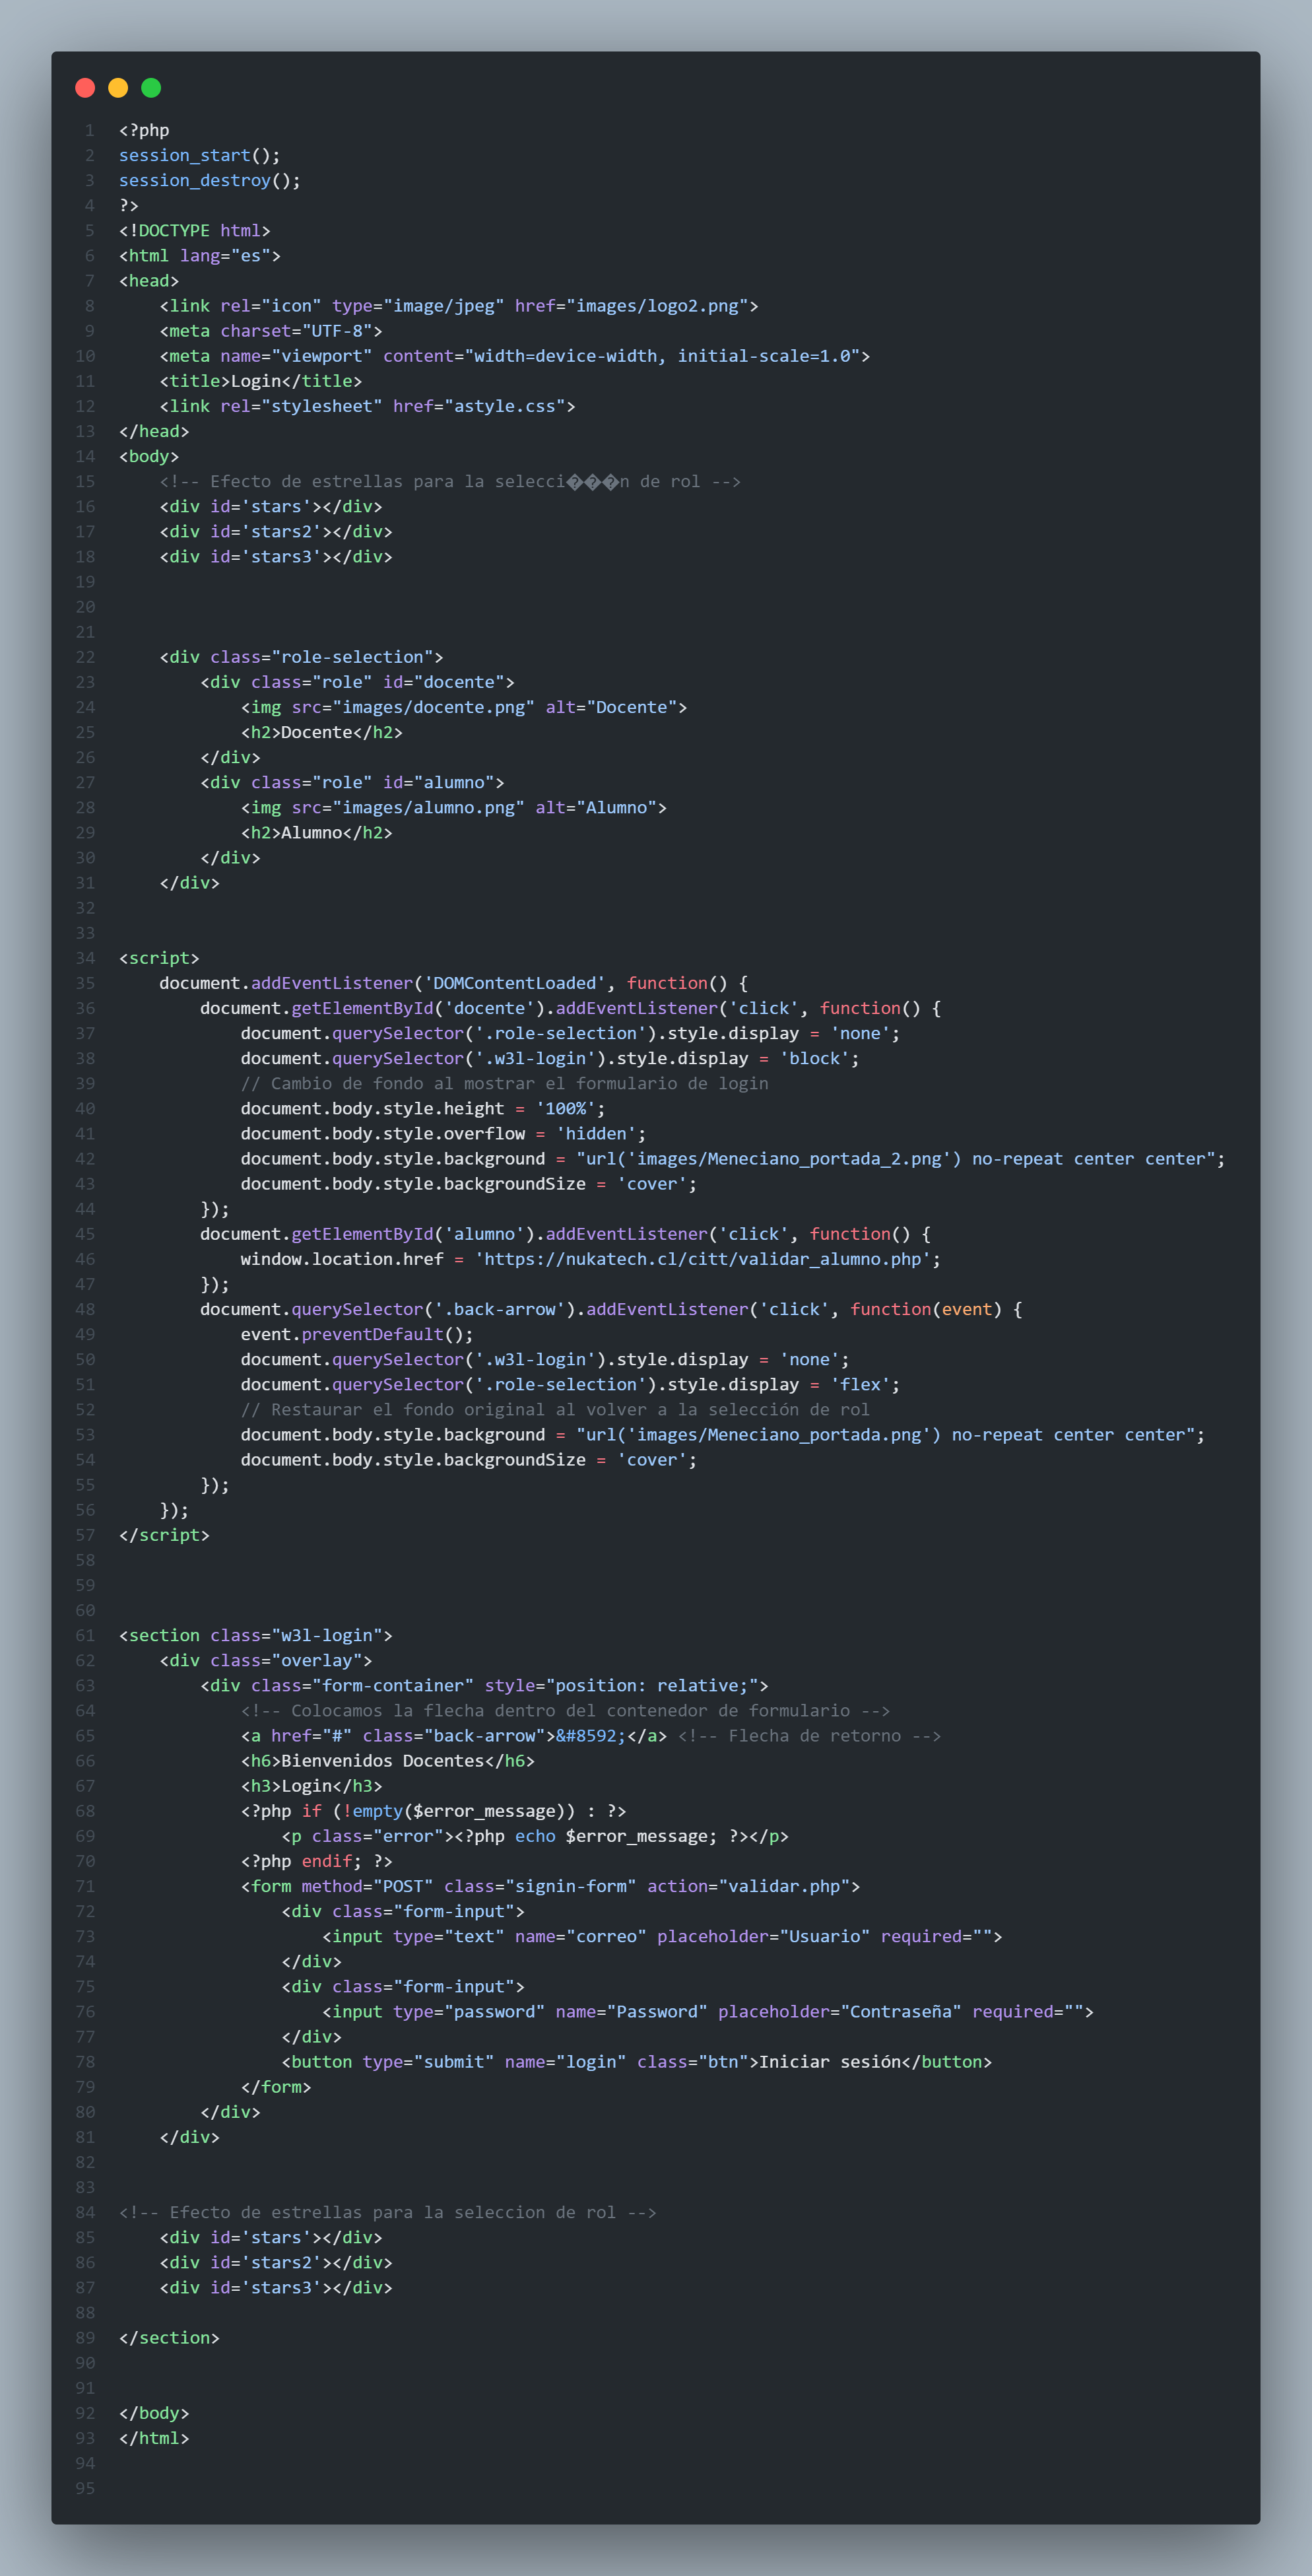 1 <?php
2 session_start();
3 session_destroy();
4 ?>
5 <!DOCTYPE html>
6 <html lang="es">
7 <head>
8     <link rel="icon" type="image/jpeg" href="images/logo2.png">
9     <meta charset="UTF-8">
10     <meta name="viewport" content="width=device-width, initial-scale=1.0">
11     <title>Login</title>
12     <link rel="stylesheet" href="astyle.css">
13 </head>
14 <body>
15     <!-- Efecto de estrellas para la selecci���n de rol -->
16     <div id='stars'></div>
17     <div id='stars2'></div>
18     <div id='stars3'></div>
19
20
21
22     <div class="role-selection">
23         <div class="role" id="docente">
24             <img src="images/docente.png" alt="Docente">
25             <h2>Docente</h2>
26         </div>
27         <div class="role" id="alumno">
28             <img src="images/alumno.png" alt="Alumno">
29             <h2>Alumno</h2>
30         </div>
31     </div>
32
33
34 <script>
35     document.addEventListener('DOMContentLoaded', function() {
36         document.getElementById('docente').addEventListener('click', function() {
37             document.querySelector('.role-selection').style.display = 'none';
38             document.querySelector('.w3l-login').style.display = 'block';
39             // Cambio de fondo al mostrar el formulario de login
40             document.body.style.height = '100%';
41             document.body.style.overflow = 'hidden';
42             document.body.style.background = "url('images/Meneciano_portada_2.png') no-repeat center center";
43             document.body.style.backgroundSize = 'cover';
44         });
45         document.getElementById('alumno').addEventListener('click', function() {
46             window.location.href = 'https://nukatech.cl/citt/validar_alumno.php';
47         });
48         document.querySelector('.back-arrow').addEventListener('click', function(event) {
49             event.preventDefault();
50             document.querySelector('.w3l-login').style.display = 'none';
51             document.querySelector('.role-selection').style.display = 'flex';
52             // Restaurar el fondo original al volver a la selección de rol
53             document.body.style.background = "url('images/Meneciano_portada.png') no-repeat center center";
54             document.body.style.backgroundSize = 'cover';
55         });
56     });
57 </script>
58
59
60
61 <section class="w3l-login">
62     <div class="overlay">
63         <div class="form-container" style="position: relative;">
64             <!-- Colocamos la flecha dentro del contenedor de formulario -->
65             <a href="#" class="back-arrow">&#8592;</a> <!-- Flecha de retorno -->
66             <h6>Bienvenidos Docentes</h6>
67             <h3>Login</h3>
68             <?php if (!empty($error_message)) : ?>
69                 <p class="error"><?php echo $error_message; ?></p>
70             <?php endif; ?>
71             <form method="POST" class="signin-form" action="validar.php">
72                 <div class="form-input">
73                     <input type="text" name="correo" placeholder="Usuario" required="">
74                 </div>
75                 <div class="form-input">
76                     <input type="password" name="Password" placeholder="Contraseña" required="">
77                 </div>
78                 <button type="submit" name="login" class="btn">Iniciar sesión</button>
79             </form>
80         </div>
81     </div>
82
83
84 <!-- Efecto de estrellas para la seleccion de rol -->
85     <div id='stars'></div>
86     <div id='stars2'></div>
87     <div id='stars3'></div>
88
89 </section>
90
91
92 </body>
93 </html>
94
95